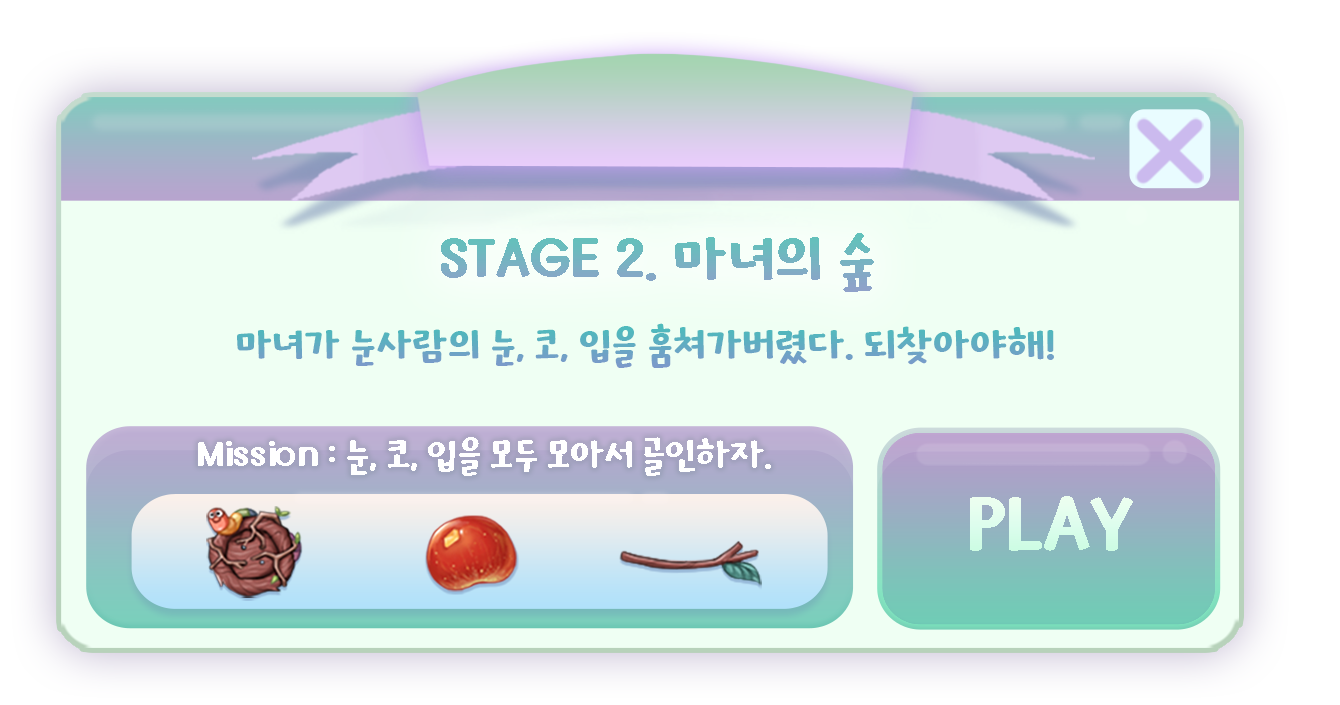 STAGE 2. 마녀의 숲
마녀가 눈사람의 눈, 코, 입을 훔쳐가버렸다. 되찾아야해!
Mission : 눈, 코, 입을 모두 모아서 골인하자.
PLAY